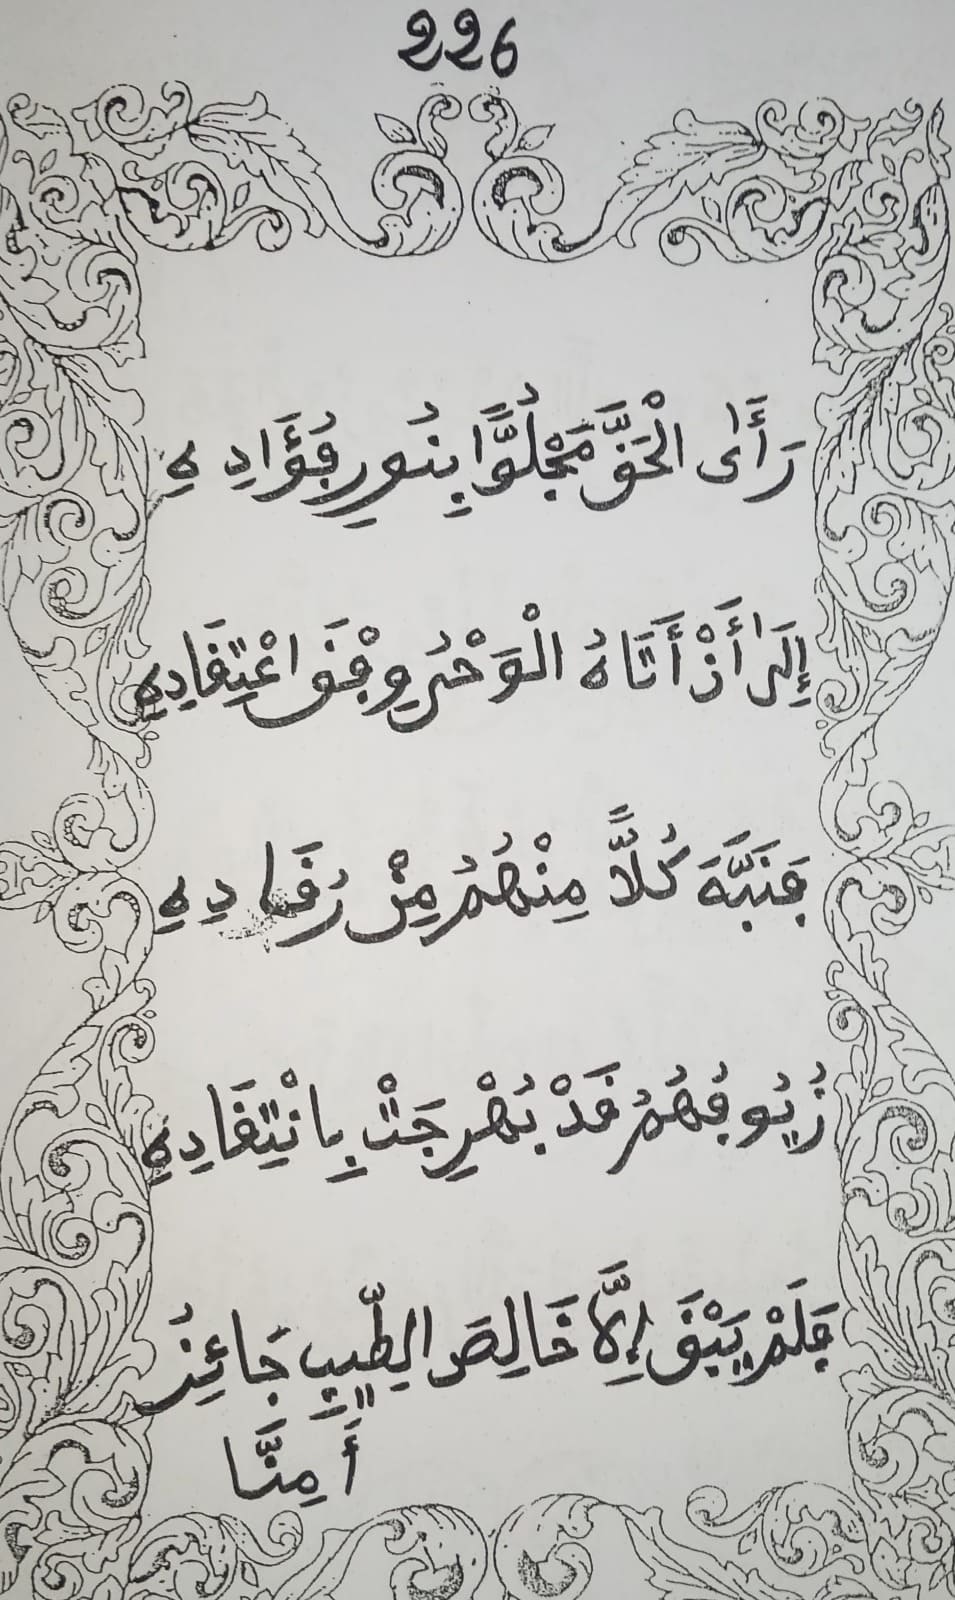 226
رَأَى الْحَقَّ مَجْلُوًّا بِنُورِ فُؤَادِهِ
إِلَى أَنْ أَتَاهُ الْوَحْيُ وِفْقَ اعْتِقَادِهِ
فَنَبَّهَ كُلًّا مِنْهُمُ مِنْ رُقَادِهِ
زُيُوفُهُمُ قَدْ بُهْرِجَتْ بِانْتِقَادِهِ
فَلَمْ يَبْقَ إِلَّا خَالِصَ الطِّيبِ جَائِزُ
أَمِنَّا